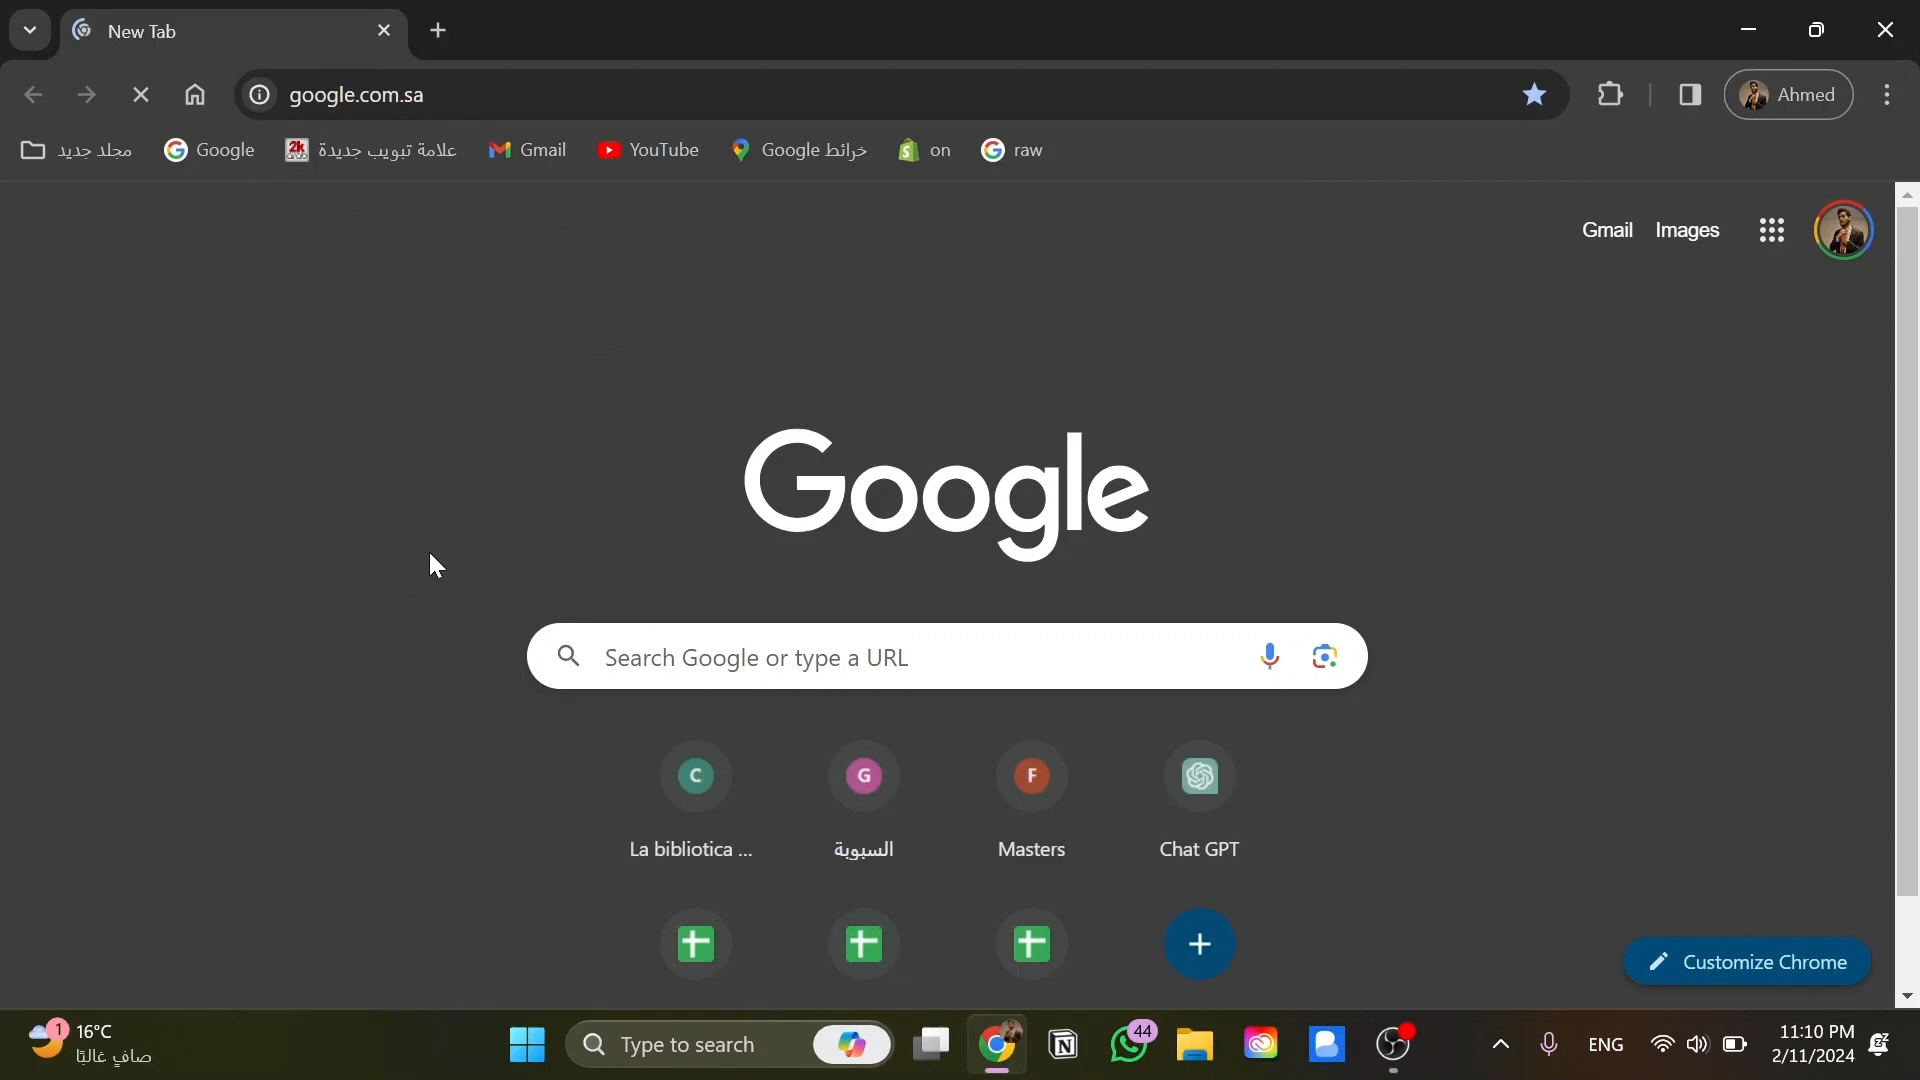 New Tab
google.com.sa
Ahmed
مجلد جديد
Google
2k
علامة تبويب جديدة
Gmail
YouTube
خرائط Google
on
raw
Gmail
Images
Google
Search Google or type a URL
C
G
F
La bibliotica ...
السبوبة
Masters
Chat GPT
Customize Chrome
1
16°C
صافٍ غالبًا
Type to search
44
ENG
11:10 PM
2/11/2024